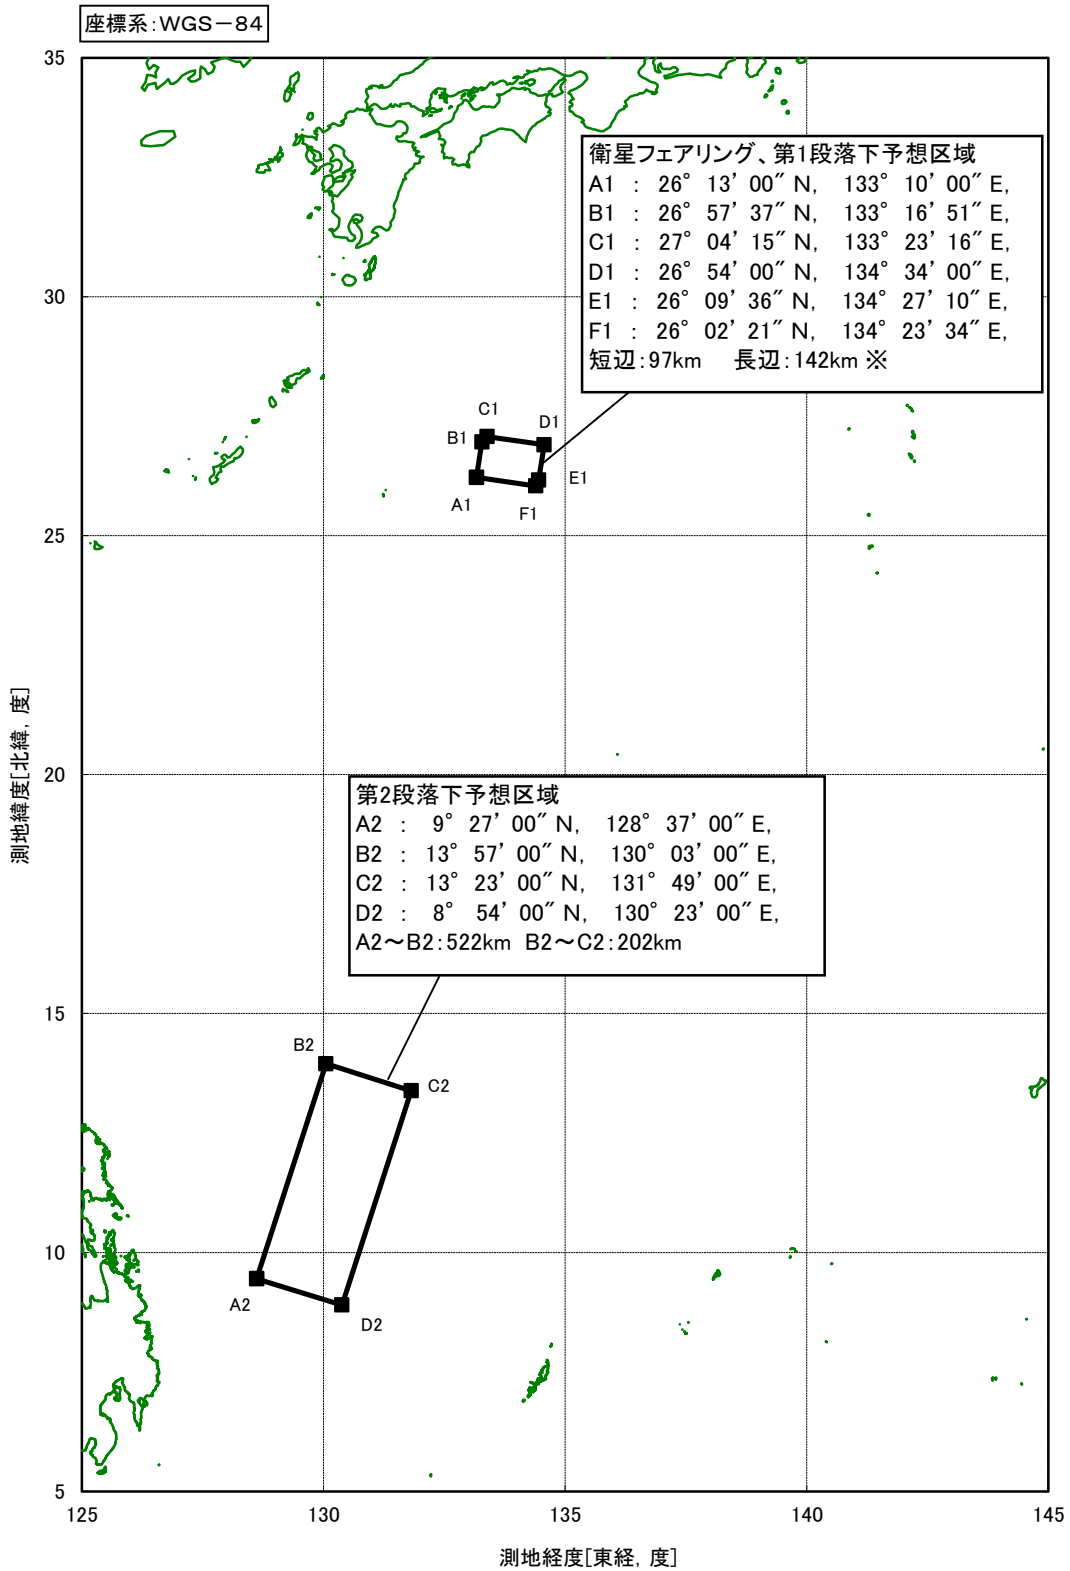 座標系:WGS－84
35
衛星フェアリング、第1段落下予想区域
A1 : 26° 13’ 00″ N, 133° 10’ 00″ E,
B1 : 26° 57’ 37″ N, 133° 16’ 51″ E,
C1 : 27° 04’ 15″ N, 133° 23’ 16″ E,
D1 : 26° 54’ 00″ N, 134° 34’ 00″ E,
E1 : 26° 09’ 36″ N, 134° 27’ 10″ E,
F1 : 26° 02’ 21″ N, 134° 23’ 34″ E,
短辺:97km 長辺:142km ※
30
C1
D1
B1
E1
A1
F1
25
測地緯度[北緯, 度]
20
第2段落下予想区域
A2 : 9° 27’ 00″ N, 128° 37’ 00″ E,
B2 : 13° 57’ 00″ N, 130° 03’ 00″ E,
C2 : 13° 23’ 00″ N, 131° 49’ 00″ E,
D2 : 8° 54’ 00″ N, 130° 23’ 00″ E,
A2～B2:522km B2～C2:202km
15
B2
C2
10
A2
D2
5
125 130 135 140 145
測地経度[東経, 度]